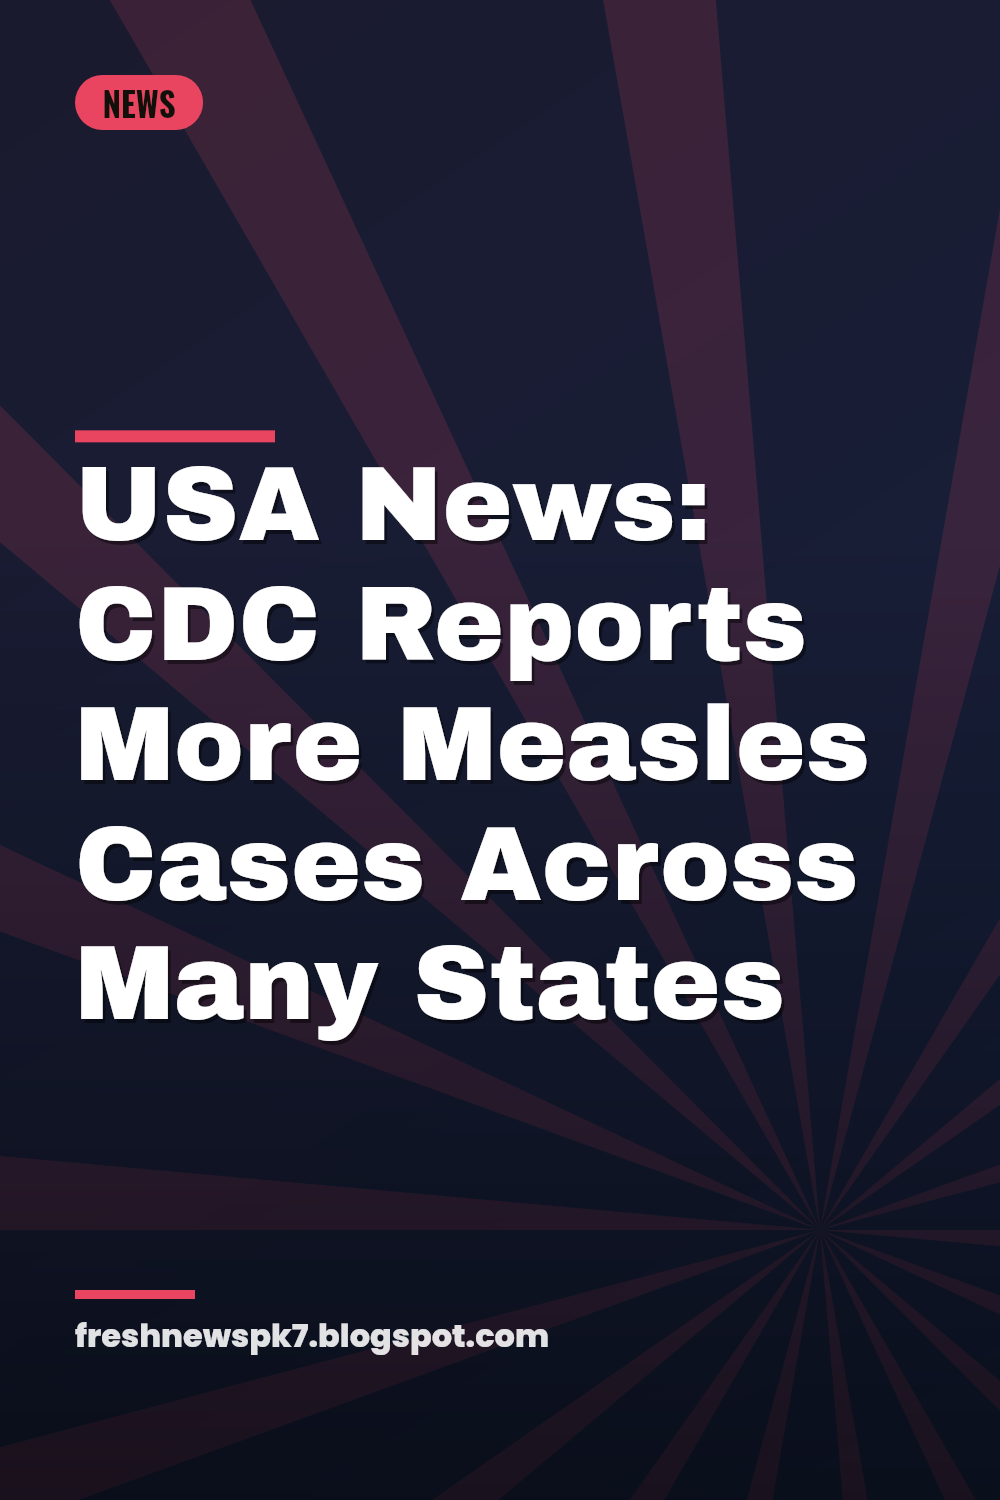 NEWS
USA News:
CDC Reports
More Measles
Cases Across
Many States
freshnewspk7.blogspot.com